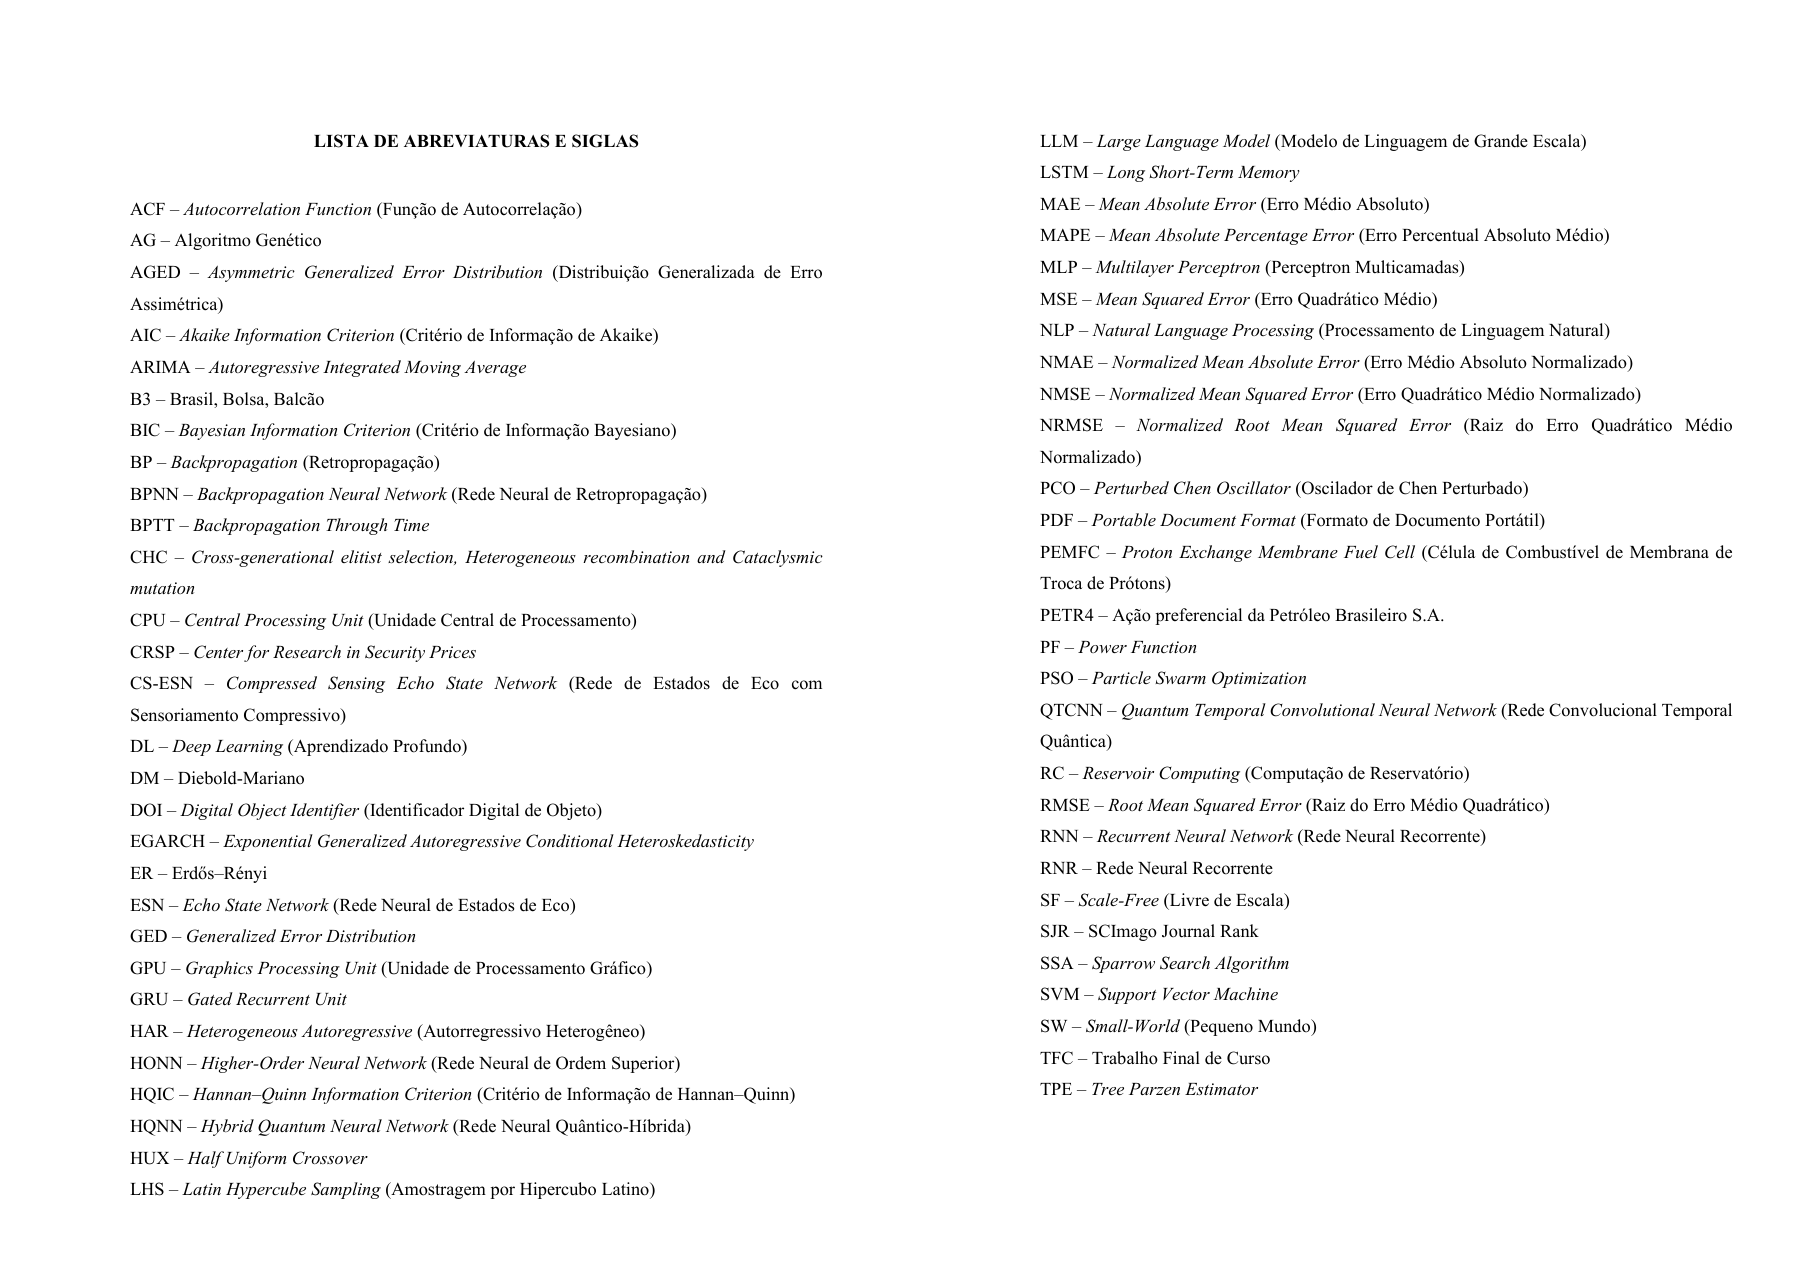 LISTA DE ABREVIATURAS E SIGLAS
ACF – Autocorrelation Function (Função de Autocorrelação)
AG – Algoritmo Genético
AGED – Asymmetric Generalized Error Distribution (Distribuição Generalizada de Erro
Assimétrica)
AIC – Akaike Information Criterion (Critério de Informação de Akaike)
ARIMA – Autoregressive Integrated Moving Average
B3 – Brasil, Bolsa, Balcão
BIC – Bayesian Information Criterion (Critério de Informação Bayesiano)
BP – Backpropagation (Retropropagação)
BPNN – Backpropagation Neural Network (Rede Neural de Retropropagação)
BPTT – Backpropagation Through Time
CHC – Cross-generational elitist selection, Heterogeneous recombination and Cataclysmic
mutation
CPU – Central Processing Unit (Unidade Central de Processamento)
CRSP – Center for Research in Security Prices
CS-ESN – Compressed Sensing Echo State Network (Rede de Estados de Eco com
Sensoriamento Compressivo)
DL – Deep Learning (Aprendizado Profundo)
DM – Diebold-Mariano
DOI – Digital Object Identifier (Identificador Digital de Objeto)
EGARCH – Exponential Generalized Autoregressive Conditional Heteroskedasticity
ER – Erdős–Rényi
ESN – Echo State Network (Rede Neural de Estados de Eco)
GED – Generalized Error Distribution
GPU – Graphics Processing Unit (Unidade de Processamento Gráfico)
GRU – Gated Recurrent Unit
HAR – Heterogeneous Autoregressive (Autorregressivo Heterogêneo)
HONN – Higher-Order Neural Network (Rede Neural de Ordem Superior)
HQIC – Hannan–Quinn Information Criterion (Critério de Informação de Hannan–Quinn)
HQNN – Hybrid Quantum Neural Network (Rede Neural Quântico-Híbrida)
HUX – Half Uniform Crossover
LHS – Latin Hypercube Sampling (Amostragem por Hipercubo Latino)
LLM – Large Language Model (Modelo de Linguagem de Grande Escala)
LSTM – Long Short-Term Memory
MAE – Mean Absolute Error (Erro Médio Absoluto)
MAPE – Mean Absolute Percentage Error (Erro Percentual Absoluto Médio)
MLP – Multilayer Perceptron (Perceptron Multicamadas)
MSE – Mean Squared Error (Erro Quadrático Médio)
NLP – Natural Language Processing (Processamento de Linguagem Natural)
NMAE – Normalized Mean Absolute Error (Erro Médio Absoluto Normalizado)
NMSE – Normalized Mean Squared Error (Erro Quadrático Médio Normalizado)
NRMSE – Normalized Root Mean Squared Error (Raiz do Erro Quadrático Médio
Normalizado)
PCO – Perturbed Chen Oscillator (Oscilador de Chen Perturbado)
PDF – Portable Document Format (Formato de Documento Portátil)
PEMFC – Proton Exchange Membrane Fuel Cell (Célula de Combustível de Membrana de
Troca de Prótons)
PETR4 – Ação preferencial da Petróleo Brasileiro S.A.
PF – Power Function
PSO – Particle Swarm Optimization
QTCNN – Quantum Temporal Convolutional Neural Network (Rede Convolucional Temporal
Quântica)
RC – Reservoir Computing (Computação de Reservatório)
RMSE – Root Mean Squared Error (Raiz do Erro Médio Quadrático)
RNN – Recurrent Neural Network (Rede Neural Recorrente)
RNR – Rede Neural Recorrente
SF – Scale-Free (Livre de Escala)
SJR – SCImago Journal Rank
SSA – Sparrow Search Algorithm
SVM – Support Vector Machine
SW – Small-World (Pequeno Mundo)
TFC – Trabalho Final de Curso
TPE – Tree Parzen Estimator